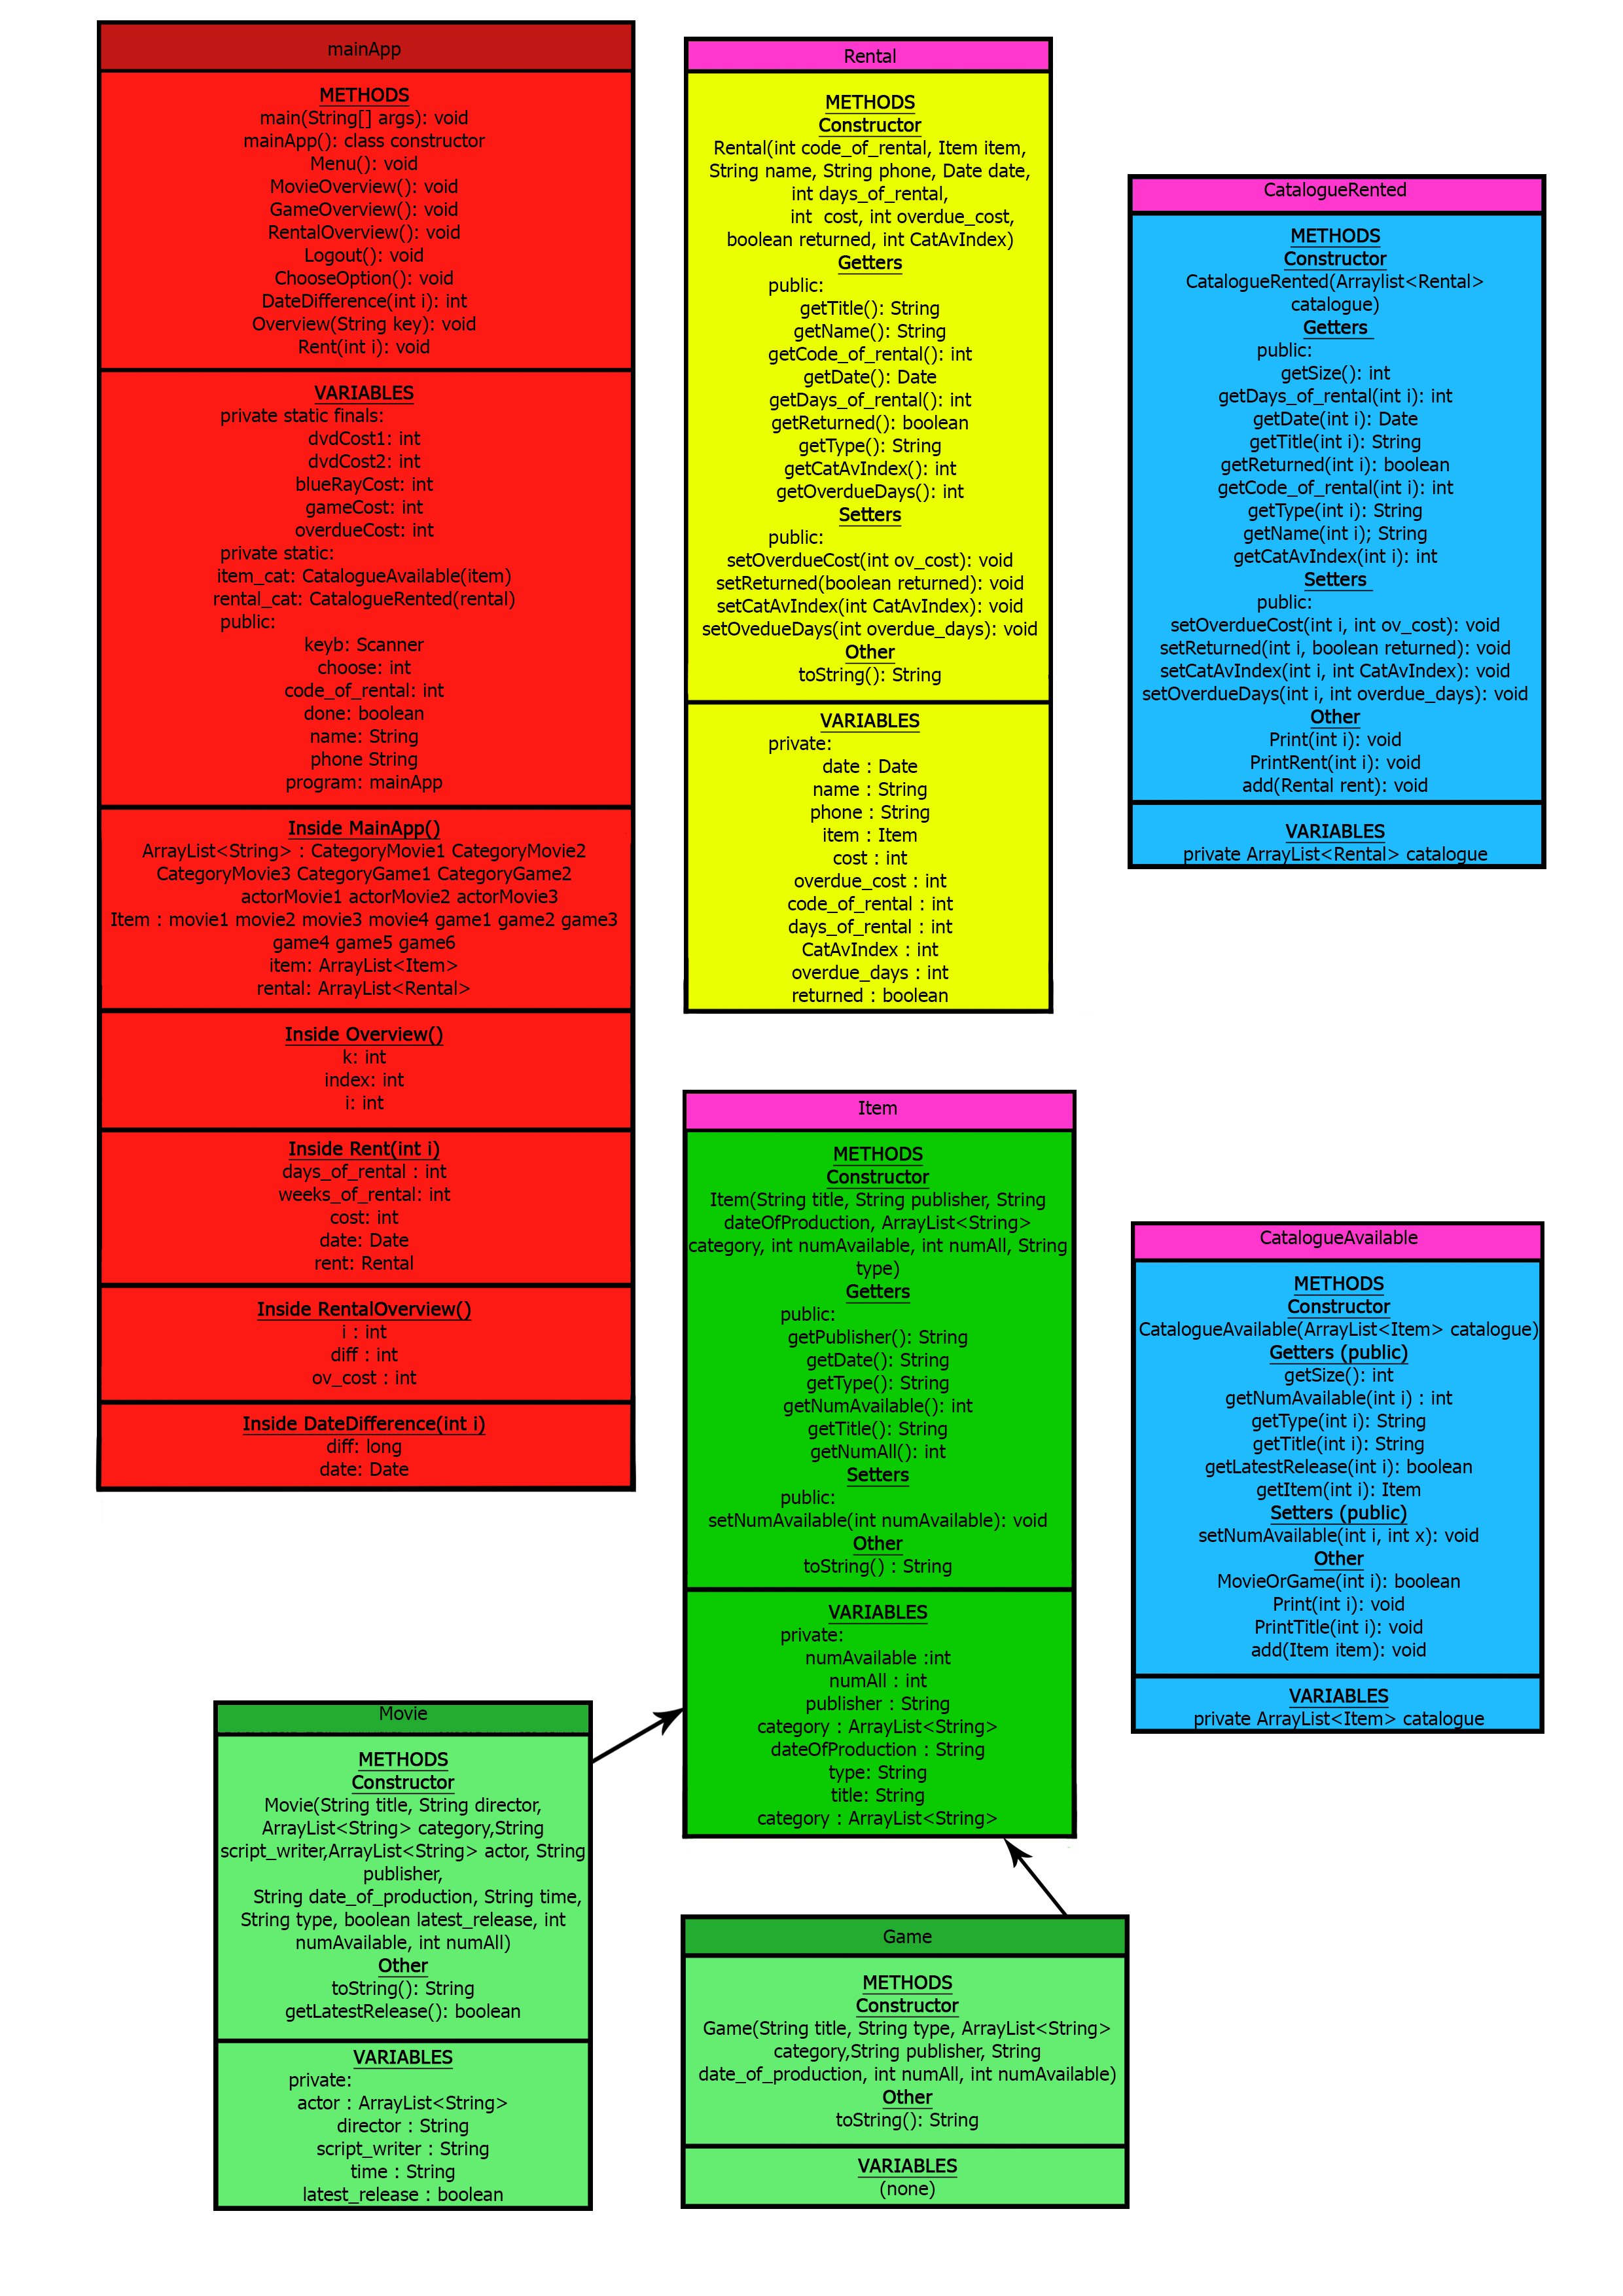 mainApp
METHODS
main(String[] args): void
mainApp(): class constructor
Menu(): void
MovieOverview(): void
GameOverview(): void
RentalOverview(): void
Logout(): void
ChooseOption(): void
DateDifference(int i): int
Overview(String key): void
Rent(int i): void
VARIABLES
private static finals:
dvdCost1: int
dvdCost2: int
blueRayCost: int
gameCost: int
overdueCost: int
private static:
item_cat: CatalogueAvailable(item)
rental_cat: CatalogueRented(rental)
public:
keyb: Scanner
choose: int
code_of_rental: int
done: boolean
name: String
phone String
program: mainApp
Inside MainApp()
ArrayList<String> : CategoryMovie1 CategoryMovie2
CategoryMovie3 CategoryGame1 CategoryGame2
actorMovie1 actorMovie2 actorMovie3
Item : movie1 movie2 movie3 movie4 game1 game2 game3
game4 game5 game6
item: ArrayList<Item>
rental: ArrayList<Rental>
Inside Overview()
k: int
index: int
i: int
Inside Rent(int i)
days_of_rental : int
weeks_of_rental: int
cost: int
date: Date
rent: Rental
Inside RentalOverview()
i : int
diff : int
ov_cost : int
Inside DateDifference(int i)
diff: long
date: Date
Rental
METHODS
Constructor
Rental(int code_of_rental, Item item,
String name, String phone, Date date,
int days_of_rental,
int  cost, int overdue_cost,
boolean returned, int CatAvIndex)
Getters
public:
getTitle(): String
getName(): String
getCode_of_rental(): int
getDate(): Date
getDays_of_rental(): int
getReturned(): boolean
getType(): String
getCatAvIndex(): int
getOverdueDays(): int
Setters
public:
setOverdueCost(int ov_cost): void
setReturned(boolean returned): void
setCatAvIndex(int CatAvIndex): void
setOvedueDays(int overdue_days): void
Other
toString(): String
VARIABLES
private:
date : Date
name : String
phone : String
item : Item
cost : int
overdue_cost : int
code_of_rental : int
days_of_rental : int
CatAvIndex : int
overdue_days : int
returned : boolean
CatalogueRented
METHODS
Constructor
CatalogueRented(Arraylist<Rental>
catalogue)
Getters
public:
getSize(): int
getDays_of_rental(int i): int
getDate(int i): Date
getTitle(int i): String
getReturned(int i): boolean
getCode_of_rental(int i): int
getType(int i): String
getName(int i); String
getCatAvIndex(int i): int
Setters
public:
setOverdueCost(int i, int ov_cost): void
setReturned(int i, boolean returned): void
setCatAvIndex(int i, int CatAvIndex): void
setOverdueDays(int i, int overdue_days): void
Other
Print(int i): void
PrintRent(int i): void
add(Rental rent): void
VARIABLES
private ArrayList<Rental> catalogue
Item
METHODS
Constructor
Item(String title, String publisher, String
dateOfProduction, ArrayList<String>
category, int numAvailable, int numAll, String
type)
Getters
public:
getPublisher(): String
getDate(): String
getType(): String
getNumAvailable(): int
getTitle(): String
getNumAll(): int
Setters
public:
setNumAvailable(int numAvailable): void
Other
toString() : String
VARIABLES
private:
numAvailable :int
numAll : int
publisher : String
category : ArrayList<String>
dateOfProduction : String
type: String
title: String
category : ArrayList<String>
CatalogueAvailable
METHODS
Constructor
CatalogueAvailable(ArrayList<Item> catalogue)
Getters (public)
getSize(): int
getNumAvailable(int i) : int
getType(int i): String
getTitle(int i): String
getLatestRelease(int i): boolean
getItem(int i): Item
Setters (public)
setNumAvailable(int i, int x): void
Other
MovieOrGame(int i): boolean
Print(int i): void
PrintTitle(int i): void
add(Item item): void
VARIABLES
private ArrayList<Item> catalogue
Movie
METHODS
Constructor
Movie(String title, String director,
ArrayList<String> category,String
script_writer,ArrayList<String> actor, String
publisher,
String date_of_production, String time,
String type, boolean latest_release, int
numAvailable, int numAll)
Other
toString(): String
getLatestRelease(): boolean
VARIABLES
private:
actor : ArrayList<String>
director : String
script_writer : String
time : String
latest_release : boolean
Game
METHODS
Constructor
Game(String title, String type, ArrayList<String>
category,String publisher, String
date_of_production, int numAll, int numAvailable)
Other
toString(): String
VARIABLES
(none)